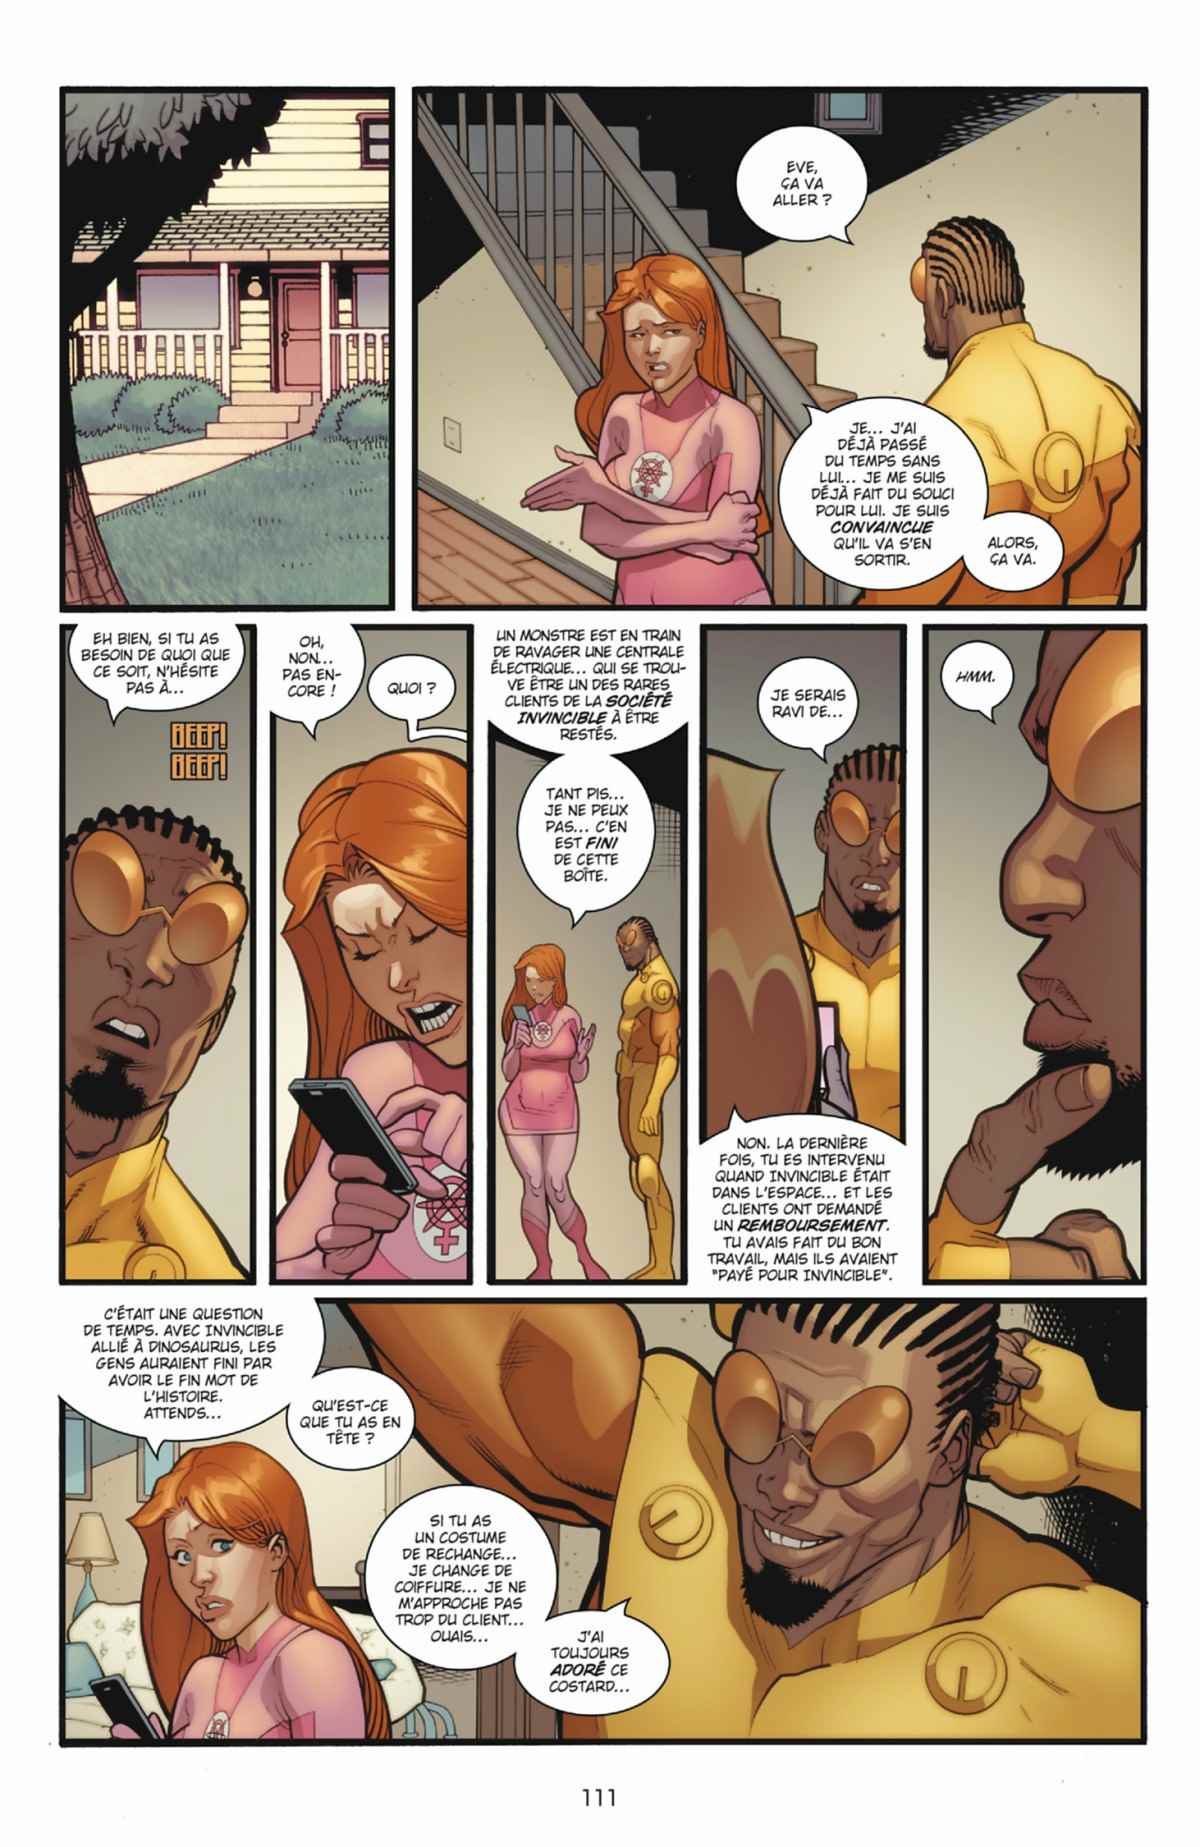 EVE,
ÇA VA
ALLER ?
JE... J'AI
DÉJÀ PASSÉ
DU TEMPS SANS
LUI... JE ME SUIS
DÉJÀ FAIT DU SOUCI
POUR LUI. JE SUIS
CONVAINCUE
QU'IL VA S'EN
SORTIR.
ALORS,
ÇA VA.
EH BIEN, SI TU AS
BESOIN DE QUOI QUE
CE SOIT, N'HÉSITE
PAS À...
BEEP!
BEEP!
OH,
NON...
PAS EN-
CORE !
QUOI ?
UN MONSTRE EST EN TRAIN
DE RAVAGER UNE CENTRALE
ÉLECTRIQUE... QUI SE TROU-
VE ÊTRE UN DES RARES
CLIENTS DE LA SOCIÉTÉ
INVINCIBLE À ÊTRE
RESTÉS.
TANT PIS...
JE NE PEUX
PAS... C'EN
EST FINI
DE CETTE
BOÎTE.
JE SERAIS
RAVI DE...
NON. LA DERNIÈRE
FOIS, TU ES INTERVENU
QUAND INVINCIBLE ÉTAIT
DANS L'ESPACE... ET LES
CLIENTS ONT DEMANDÉ
UN REMBOURSEMENT.
TU AVAIS FAIT DU BON
TRAVAIL, MAIS ILS AVAIENT
"PAYÉ POUR INVINCIBLE".
HMM.
C'ÉTAIT UNE QUESTION
DE TEMPS. AVEC INVINCIBLE
ALLIÉ À DINOSAURUS, LES
GENS AURAIENT FINI PAR
AVOIR LE FIN MOT DE
L'HISTOIRE.
ATTENDS...
QU'EST-CE
QUE TU AS EN
TÊTE ?
SI TU AS
UN COSTUME
DE RECHANGE...
JE CHANGE DE
COIFFURE... JE NE
M'APPROCHE PAS
TROP DU CLIENT...
OUAIS...
J'AI
TOUJOURS
ADORÉ CE
COSTARD...
111